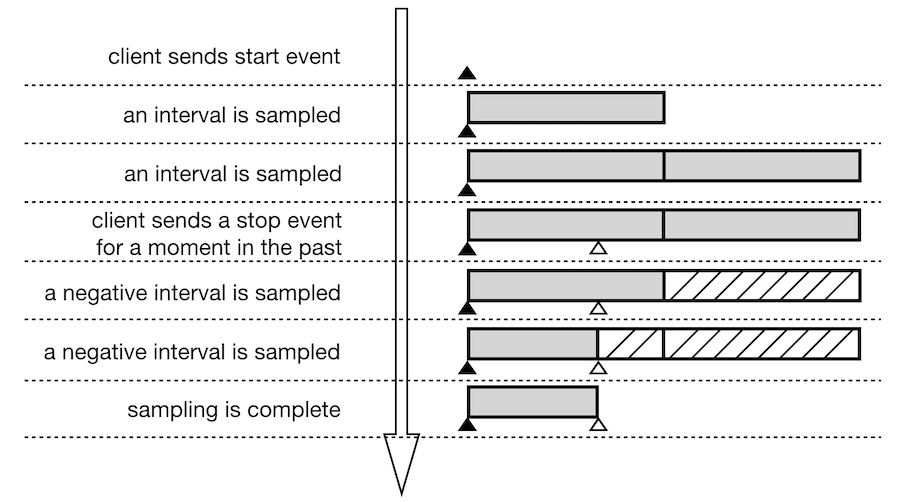 client sends start event
an interval is sampled
an interval is sampled
client sends a stop event
for a moment in the past
a negative interval is sampled
a negative interval is sampled
sampling is complete